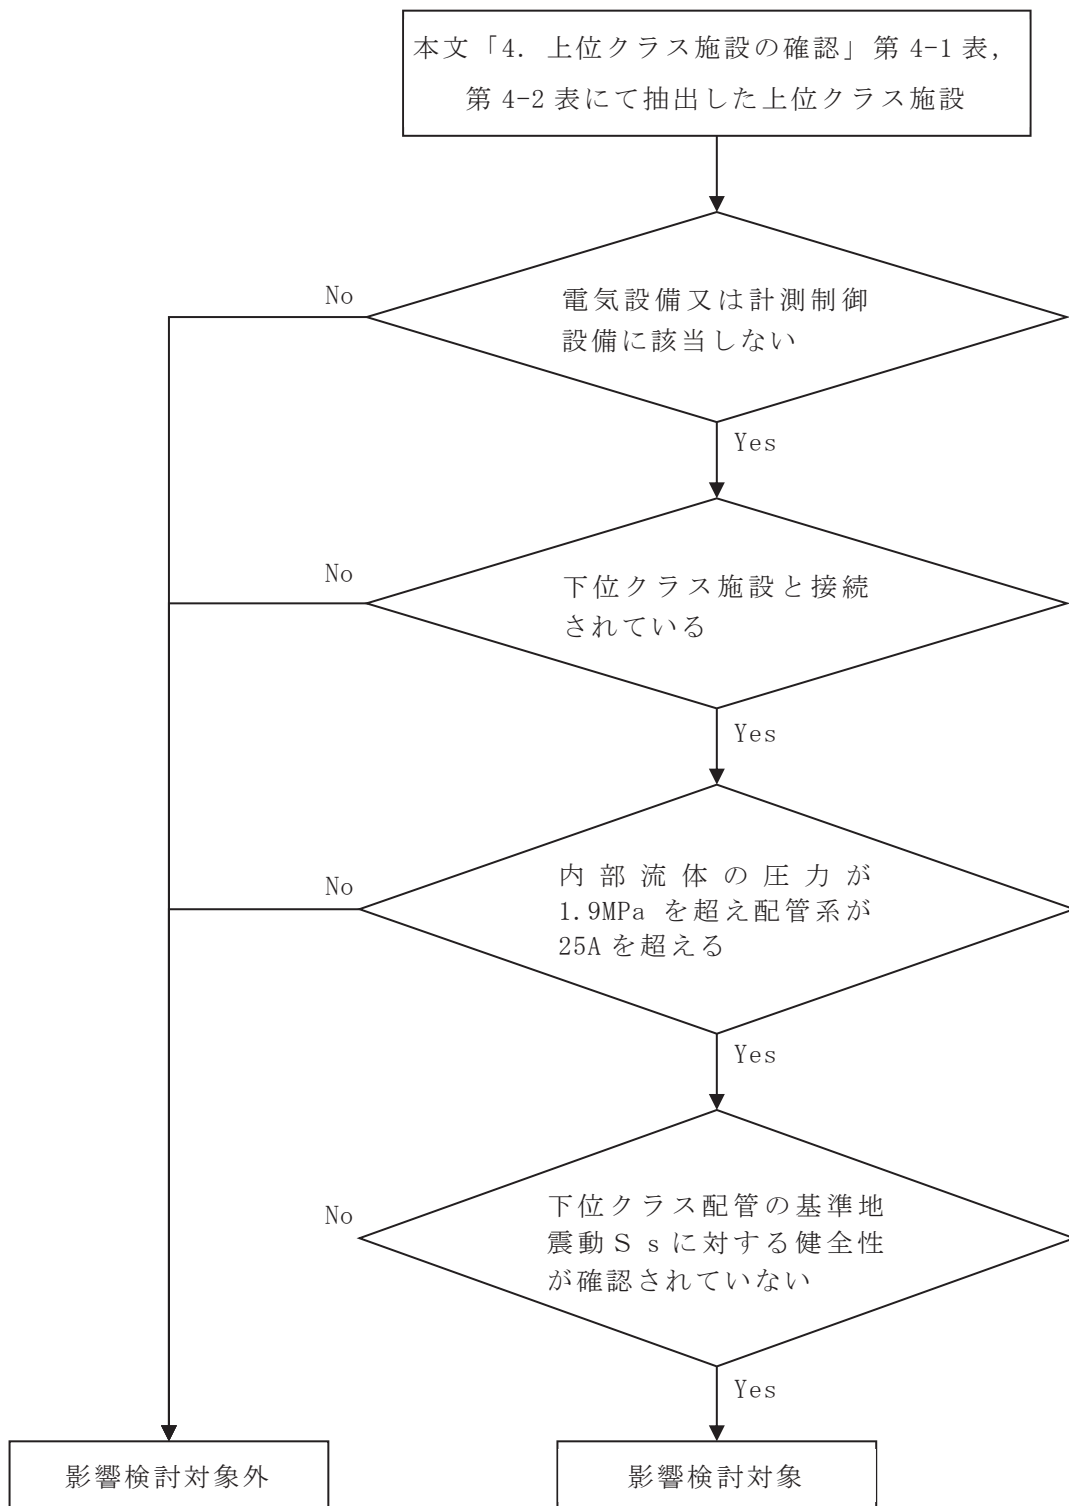 本文「4. 上位クラス施設の確認」第 4-1 表,
第 4-2 表にて抽出した上位クラス施設
No
電気設備又は計測制御
設備に該当しない
Yes
No
下位クラス施設と接続
されている
Yes
No
内部流体の圧力が
1.9MPa を超え配管系が
25A を超える
Yes
No
下位クラス配管の基準地
震動Ｓｓに対する健全性
が確認されていない
Yes
影響検討対象外
影響検討対象